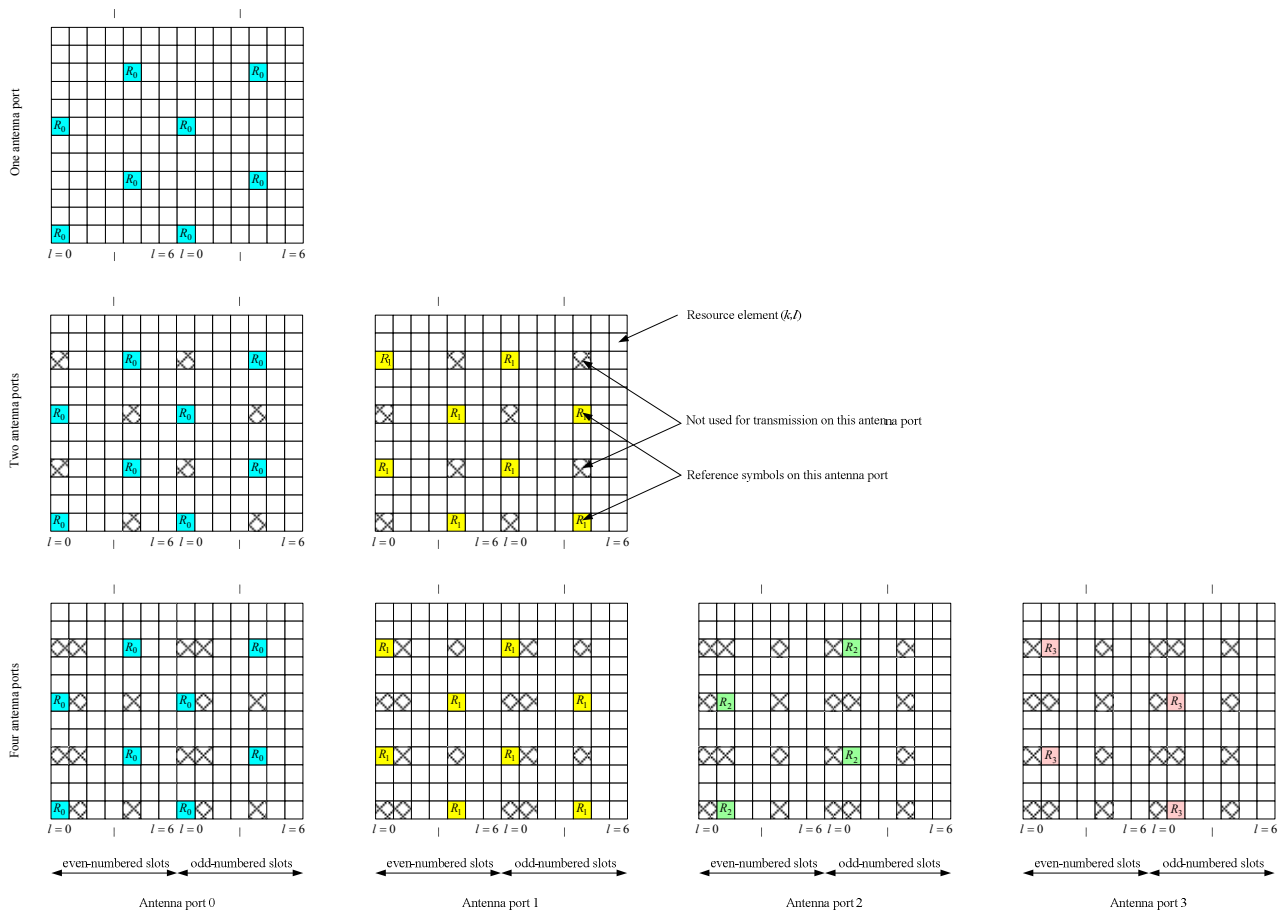 One antenna port
R0 R0
R0 R0
R0 R0
R0 R0
l = 0 l = 6 l = 0 l = 6
Two antenna ports
R0 R0
R0 R0
R0 R0
R0 R0
l = 0 l = 6 l = 0 l = 6
R1 R1
R1 R1
R1 R1
R1 R1
l = 0 l = 6 l = 0 l = 6
Resource element (k,l)
Not used for transmission on this antenna port
Reference symbols on this antenna port
Four antenna ports
R0 R0
R0 R0
R0 R0
R0 R0
l = 0 l = 6 l = 0 l = 6
even-numbered slots odd-numbered slots
Antenna port 0
R1 R1
R1 R1
R1 R1
R1 R1
l = 0 l = 6 l = 0 l = 6
even-numbered slots odd-numbered slots
Antenna port 1
R2
R2
R2
R2
l = 0 l = 6 l = 0 l = 6
even-numbered slots odd-numbered slots
Antenna port 2
R3
R3
R3
R3
l = 0 l = 6 l = 0 l = 6
even-numbered slots odd-numbered slots
Antenna port 3